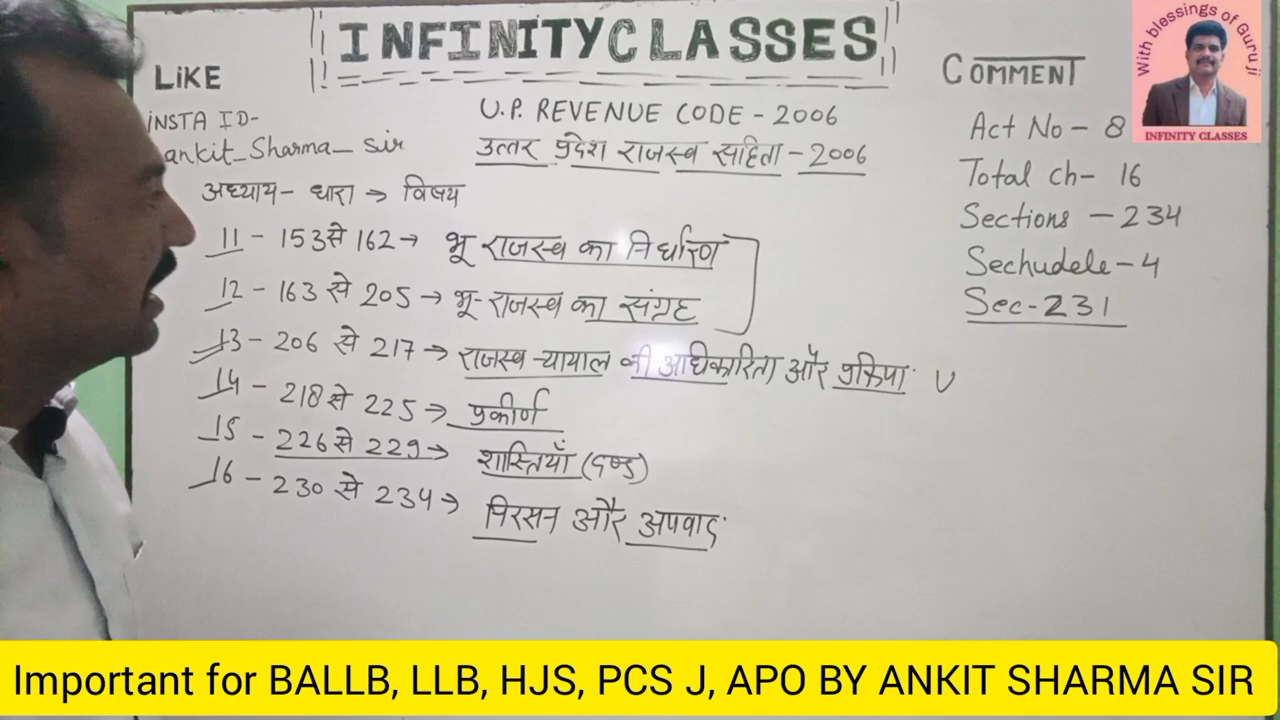 INFINITY CLASSES
LiKE
COMMENT
With blessings of Guru ji
INFINITY CLASSES
iNSTA ID-
ankit_Sharma_sir
U.P. REVENUE CODE - 2006
उत्तर प्रदेश राजस्व संहिता - 2006
Act No - 8
Total ch- 16
Sections - 234
Sechudele - 4
Sec-231
अध्याय - धारा → विषय
11 - 153 से 162 → भू राजस्व का निर्धारण
12 - 163 से 205 → भू-राजस्व का संग्रह
13 - 206 से 217 → राजस्व न्यायाल की अधिकारिता और प्रक्रिया
14 - 218 से 225 → प्रकीर्ण
15 - 226 से 229 → शास्तियाँ (दण्ड)
16 - 230 से 234 → निरसन और अपवाद
Important for BALLB, LLB, HJS, PCS J, APO BY ANKIT SHARMA SIR